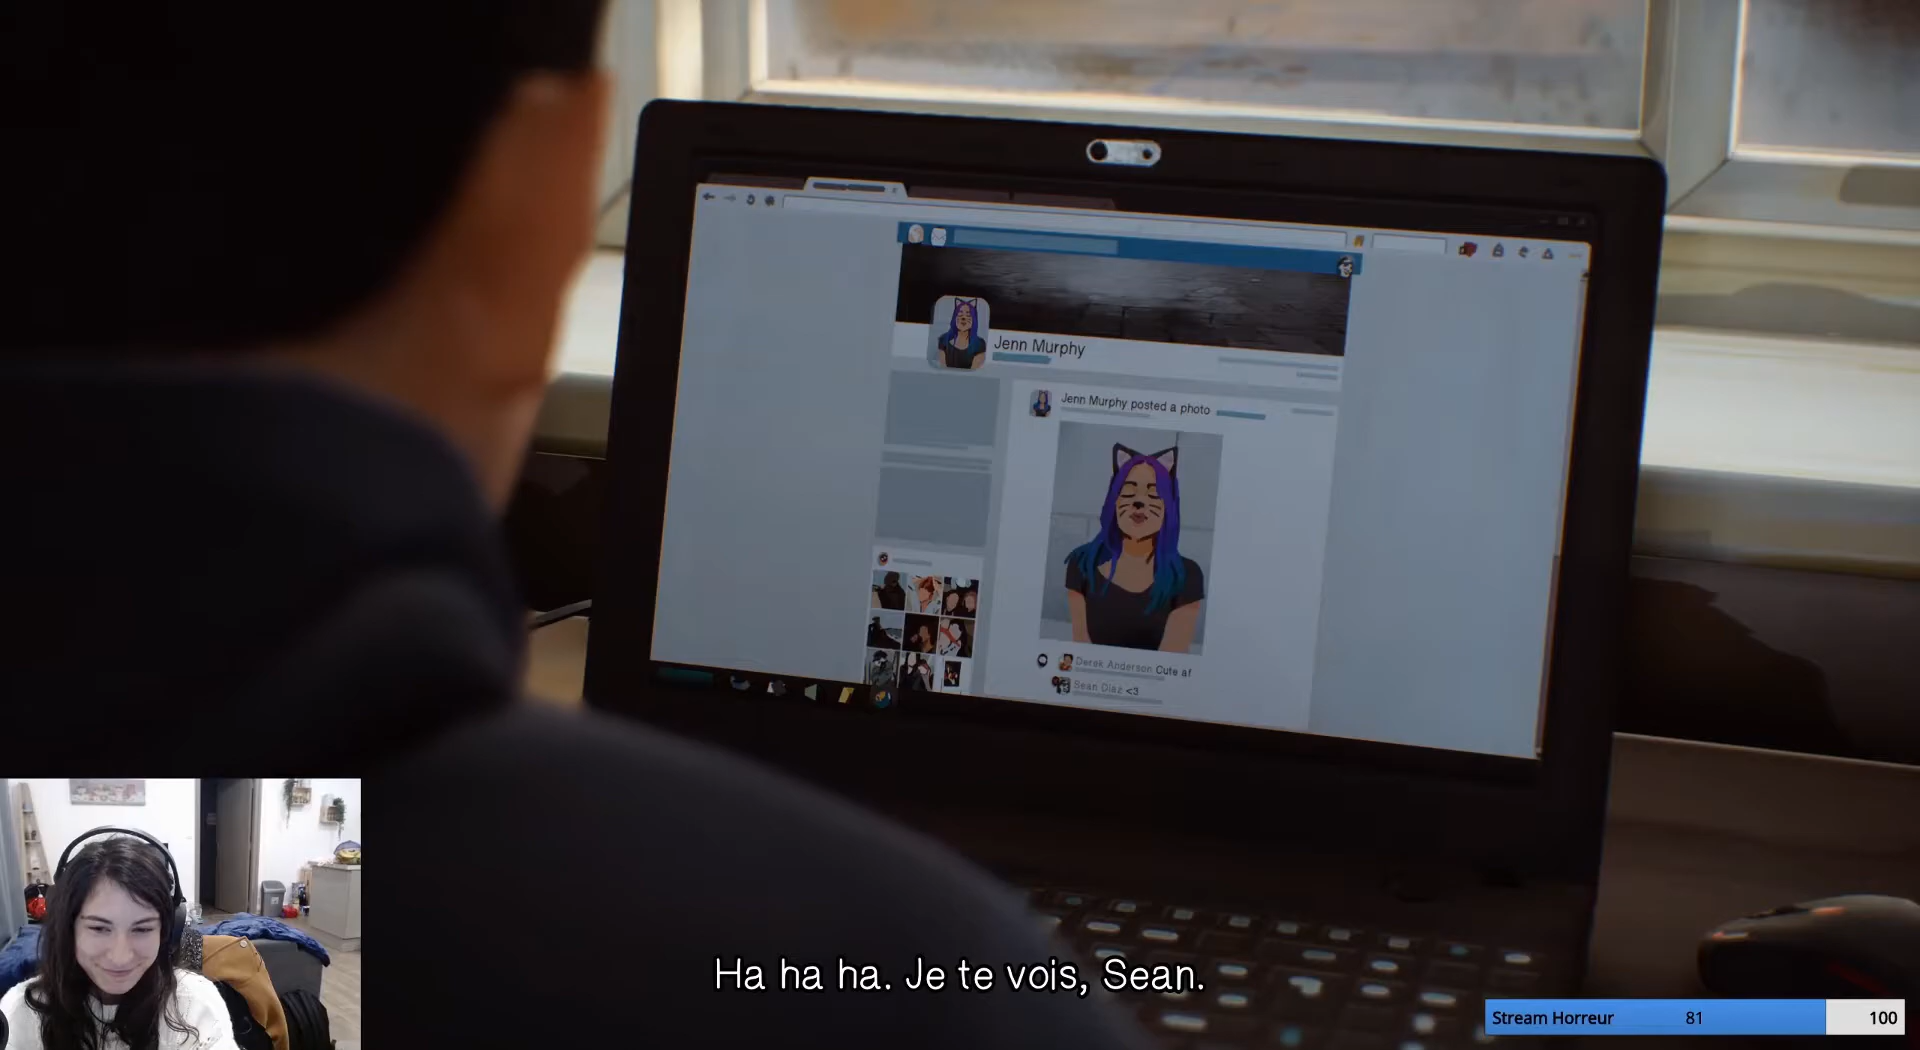 Jenn Murphy
Jenn Murphy posted a photo
Derek Anderson Cute af
Sean Diaz <3
Ha ha ha. Je te vois, Sean.
Stream Horreur 81 100